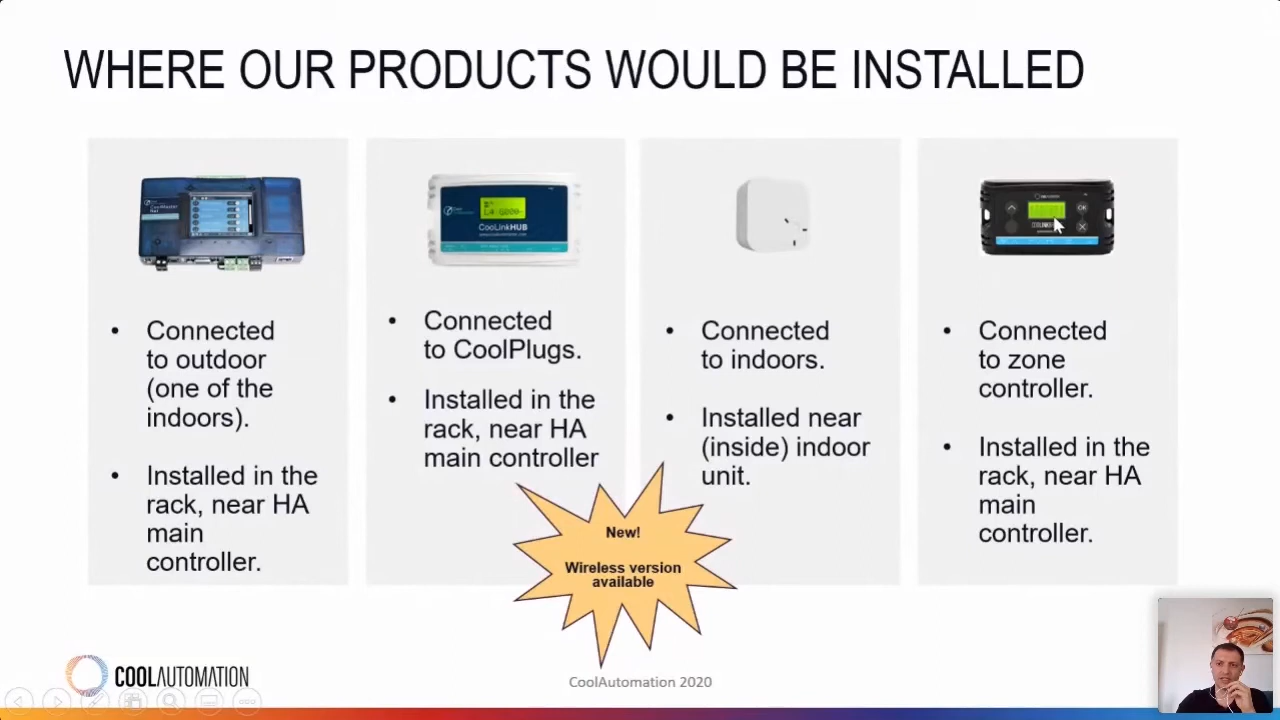 WHERE OUR PRODUCTS WOULD BE INSTALLED
CooLinkHUB
OK
• Connected
to outdoor
(one of the
indoors).
• Installed in the
rack, near HA
main
controller.
• Connected
to CoolPlugs.
• Installed in the
rack, near HA
main controller
• Connected
to indoors.
• Installed near
(inside) indoor
unit.
• Connected
to zone
controller.
• Installed in the
rack, near HA
main
controller.
New!
Wireless version
available
COOLAUTOMATION
CoolAutomation 2020